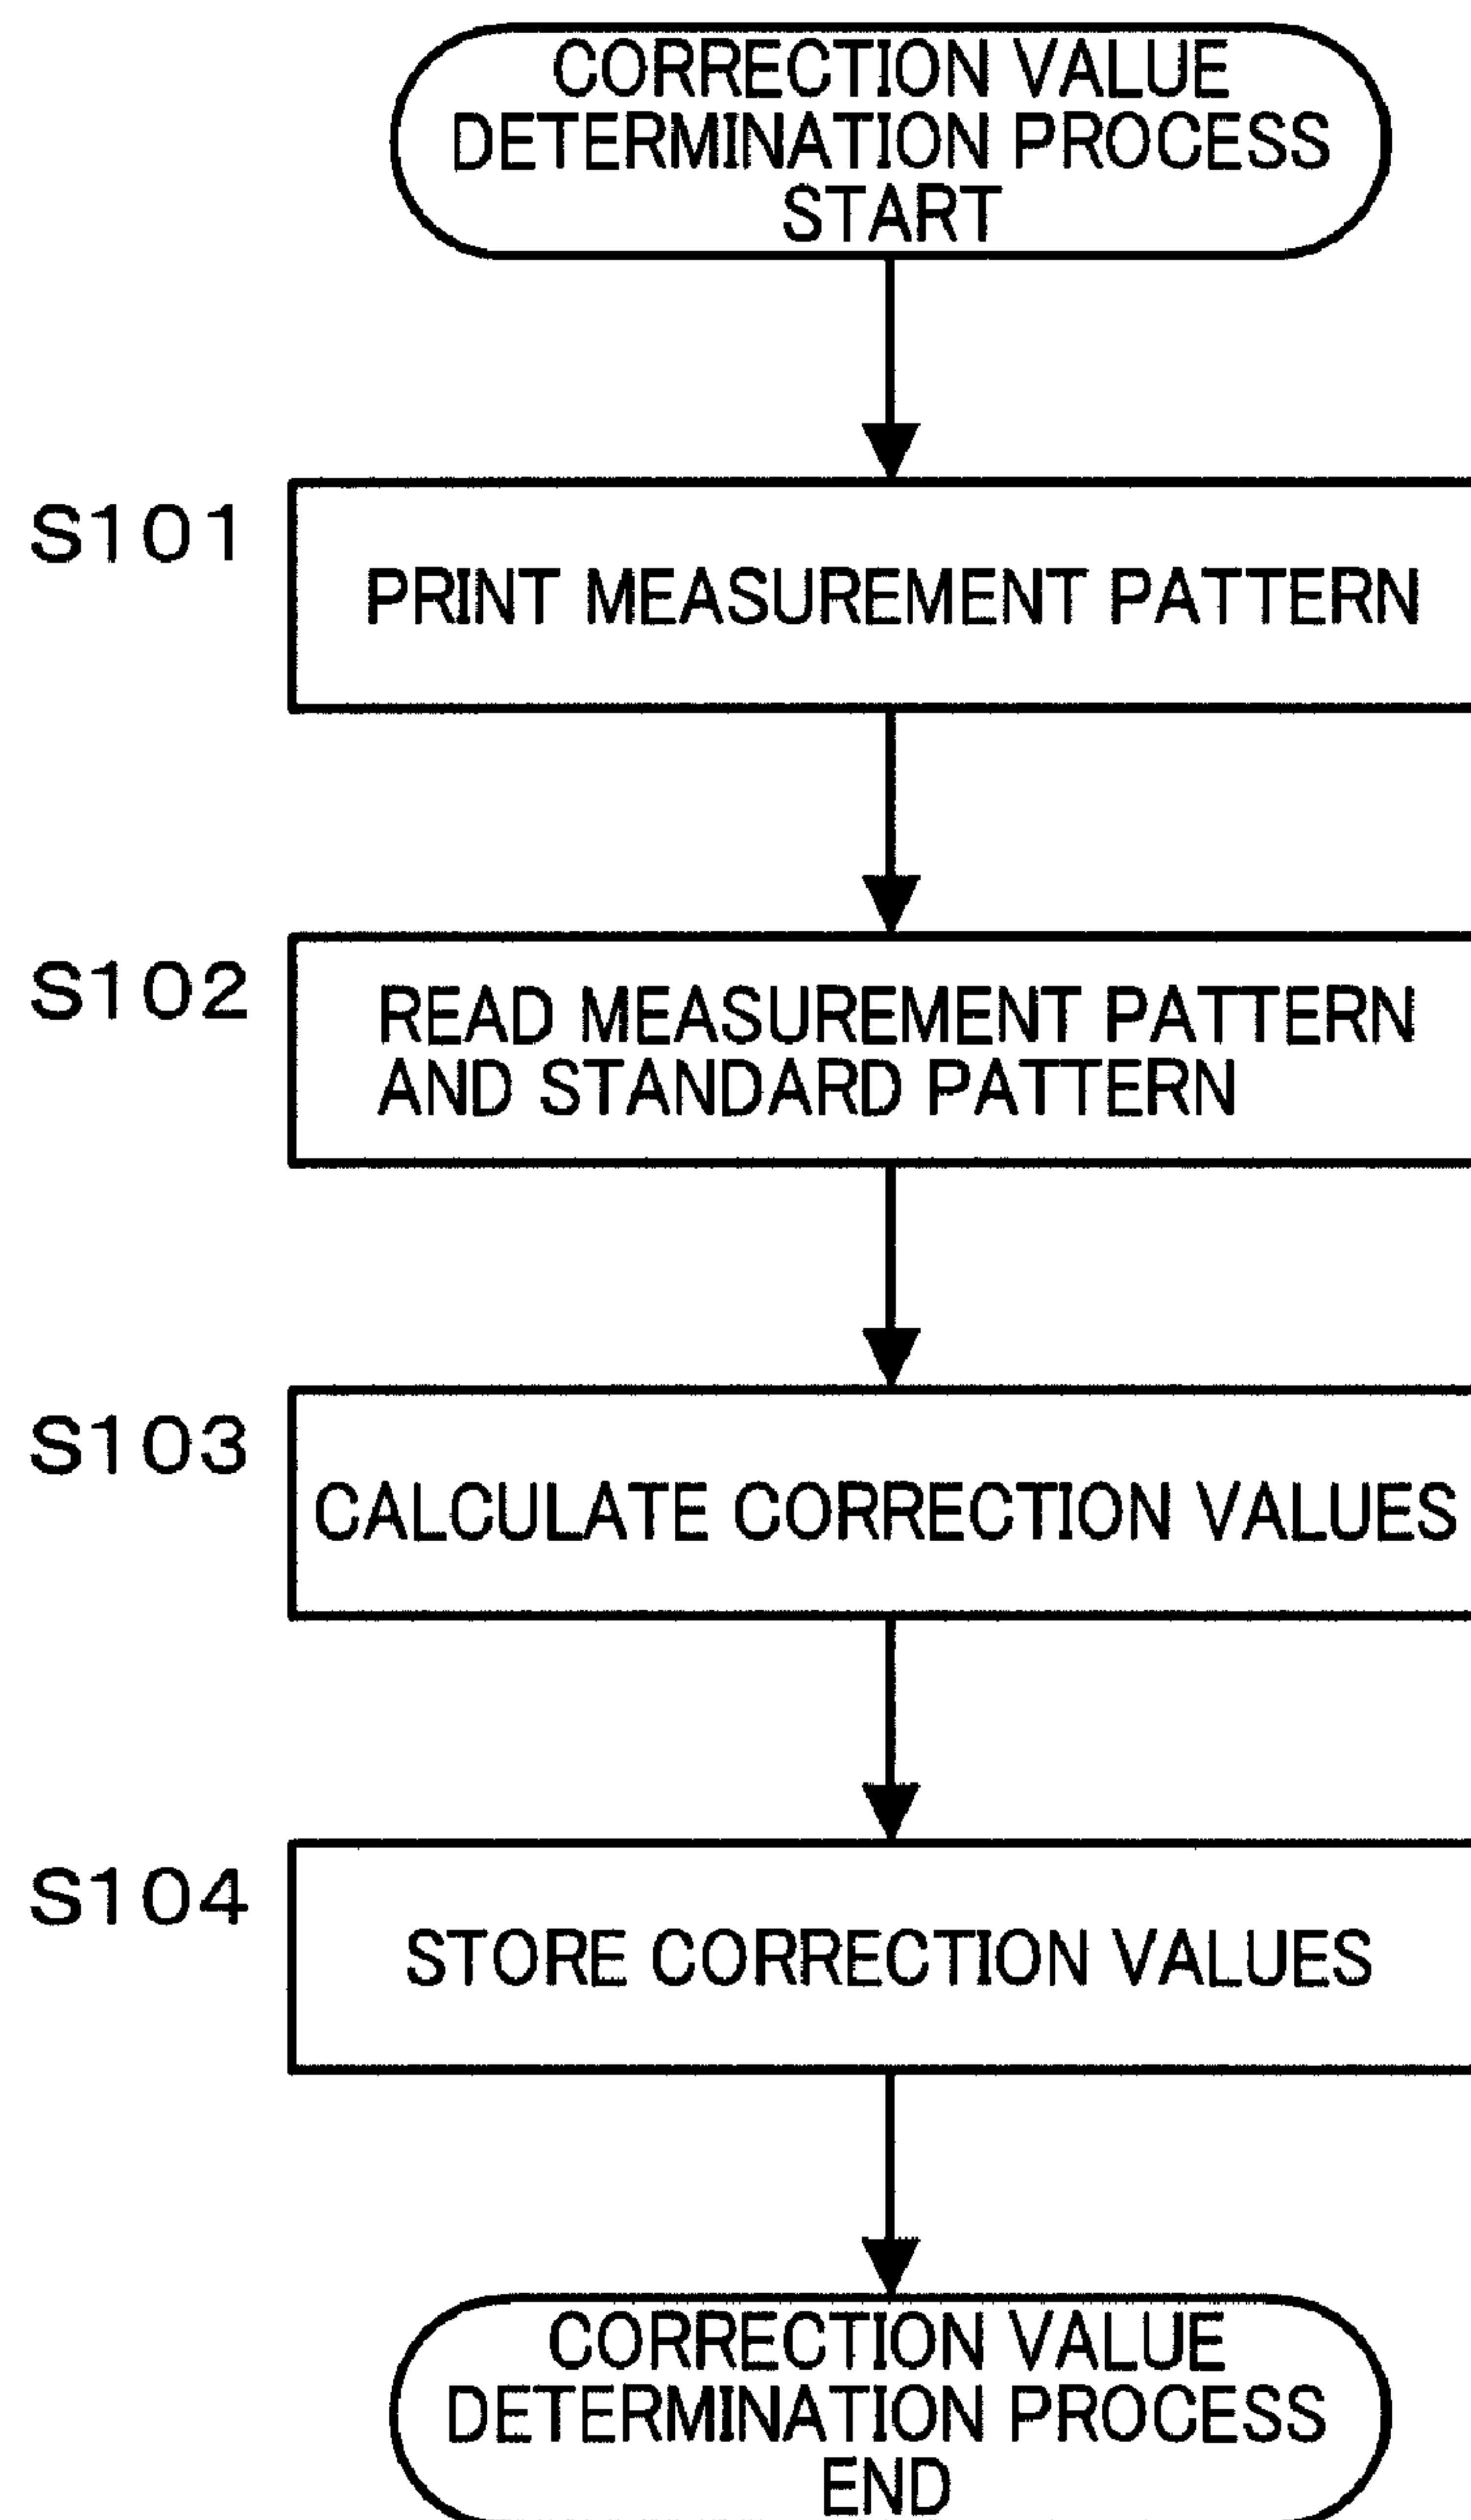 CORRECTION VALUE
DETERMINATION PROCESS
START
S101
PRINT MEASUREMENT PATTERN
S102
READ MEASUREMENT PATTERN
AND STANDARD PATTERN
S103
CALCULATE CORRECTION VALUES
S104
STORE CORRECTION VALUES
CORRECTION VALUE
DETERMINATION PROCESS
END